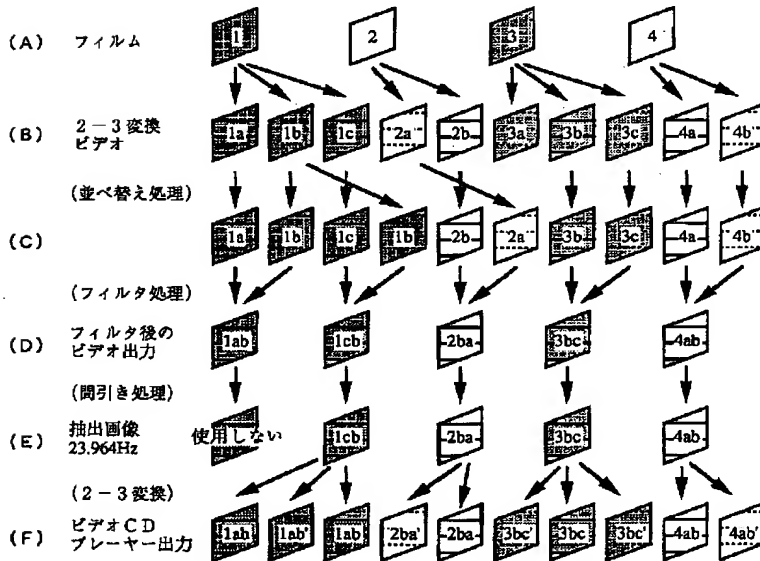 (A) フィルム 1 2 3 4
(B) 2-3変換
ビデオ
1a 1b 1c 2a 2b 3a 3b 3c 4a 4b
(並べ替え処理)
(C) 1a 1b 1c 1b 2b 2a 3b 3c 4a 4b
(フィルタ処理)
(D) フィルタ後の
ビデオ出力
1ab 1cb 2ba 3bc 4ab
(間引き処理)
(E) 抽出画像
23.964Hz
使用しない 1cb 2ba 3bc 4ab
(2-3変換)
(F) ビデオCD
プレーヤー出力
1ab 1ab' 1ab 2ba' 2ba 3bc' 3bc 3bc' 4ab 4ab'